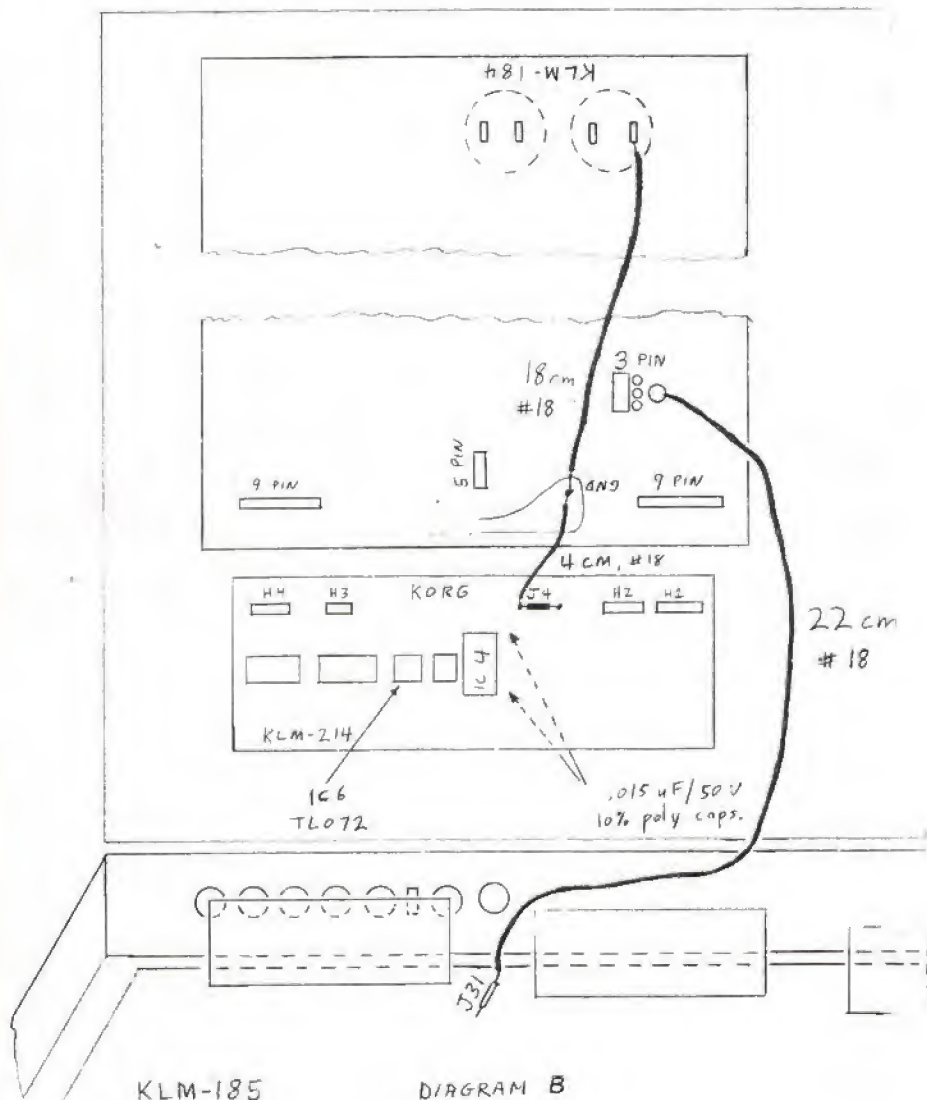 KLM-184
3 PIN
18cm
#18
5 PIN
9 PIN
GND
9 PIN
4 CM, #18
H4
H3
KORG
J4
H2
H1
22 cm
#18
IC 4
KLM-214
IC6
TL072
.015 uF/50V
10% poly caps.
J31
KLM-185
DIAGRAM B